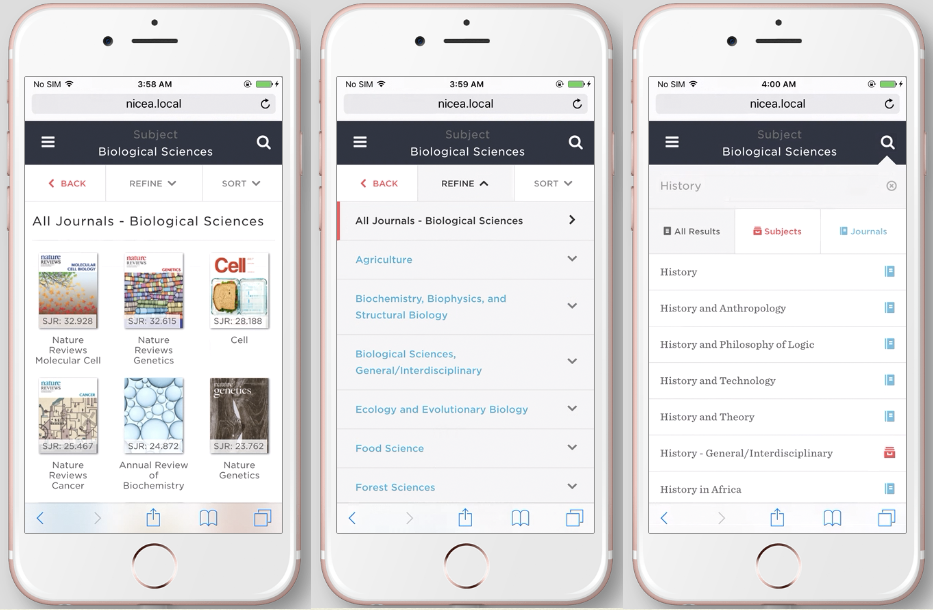 No SIM
3:58 AM
nicea.local
Subject
Biological Sciences
BACK
REFINE
SORT
All Journals - Biological Sciences
nature
REVIEWS
MOLECULAR
CELL BIOLOGY
SJR: 32.928
Nature
Reviews
Molecular Cell
nature
REVIEWS
GENETICS
SJR: 32.615
Nature
Reviews
Genetics
Cell
SJR: 28.188
Cell
nature
REVIEWS
CANCER
SJR: 25.467
Nature
Reviews
Cancer
SJR: 24.872
Annual Review
of
Biochemistry
nature
genetics
SJR: 23.762
Nature
Genetics
No SIM
3:59 AM
nicea.local
Subject
Biological Sciences
BACK
REFINE
SORT
All Journals - Biological Sciences
Agriculture
Biochemistry, Biophysics, and
Structural Biology
Biological Sciences,
General/Interdisciplinary
Ecology and Evolutionary Biology
Food Science
Forest Sciences
No SIM
4:00 AM
nicea.local
Subject
Biological Sciences
History
All Results
Subjects
Journals
History
History and Anthropology
History and Philosophy of Logic
History and Technology
History and Theory
History - General/Interdisciplinary
History in Africa